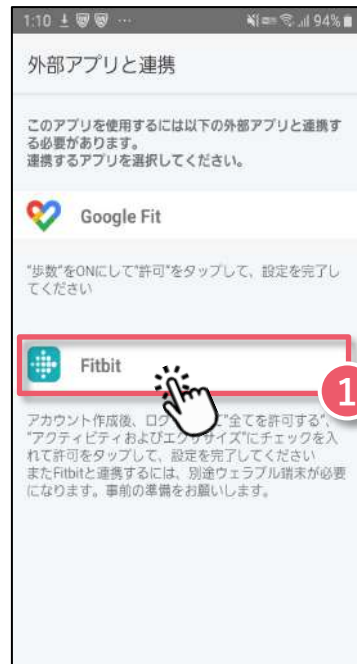 1:10 … 94%
外部アプリと連携
このアプリを使用するには以下の外部アプリと連携す
る必要があります。
連携するアプリを選択してください。
Google Fit
"歩数"をONにして"許可"をタップして、設定を完了し
てください
Fitbit
1
アカウント作成後、ログ て"全てを許可する"、
"アクティビティおよびエクササイズ"にチェックを入
れて許可をタップして、設定を完了してください
またFitbitと連携するには、別途ウェラブル端末が必要
になります。事前の準備をお願いします。